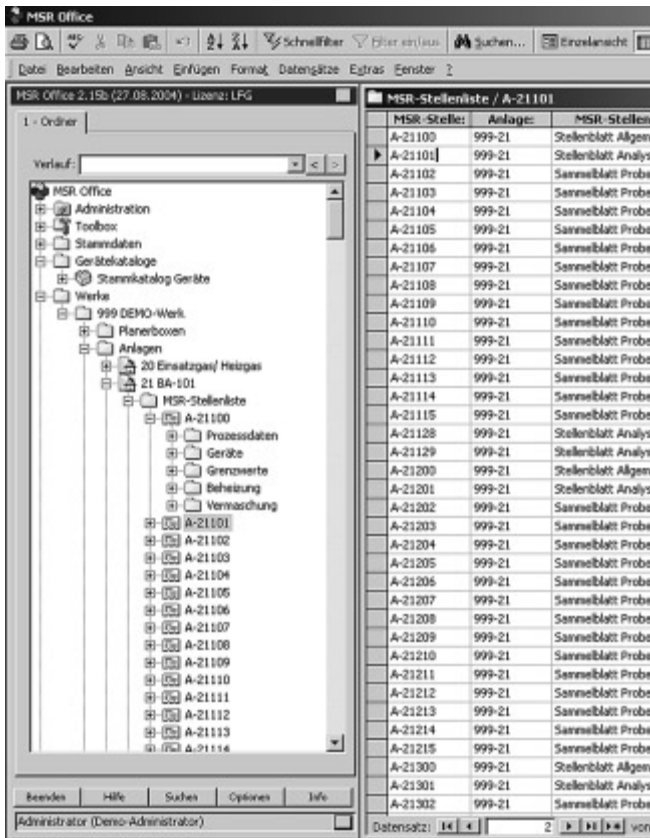 MSR Office
Schnellfilter Filter ein/aus Suchen... Einzelansicht
Datei Bearbeiten Ansicht Einfügen Format Datensätze Extras Fenster ?
MSR Office 2.15b (27.08.2004) - Lizenz: LFG
1 - Ordner
Verlauf: < >
MSR Office
Administration
Toolbox
Stammdaten
Gerätekataloge
Stammkatalog Geräte
Werke
999 DEMO-Werk
Planerboxen
Anlagen
20 Einsatzgas/ Heizgas
21 BA-101
MSR-Stellenliste
A-21100
Prozessdaten
Geräte
Grenzwerte
Beheizung
Vermaschung
A-21101
A-21102
A-21103
A-21104
A-21105
A-21106
A-21107
A-21108
A-21109
A-21110
A-21111
A-21112
A-21113
A-21114
Beenden Hilfe Suchen Optionen Info
Administrator (Demo-Administrator)
MSR-Stellenliste / A-21101
MSR-Stelle: Anlage: MSR-Stellen
A-21100 999-21 Stellenblatt Allgem
A-21101 999-21 Stellenblatt Analys
A-21102 999-21 Sammelblatt Probe
A-21103 999-21 Sammelblatt Probe
A-21104 999-21 Sammelblatt Probe
A-21105 999-21 Sammelblatt Probe
A-21106 999-21 Sammelblatt Probe
A-21107 999-21 Sammelblatt Probe
A-21108 999-21 Sammelblatt Probe
A-21109 999-21 Sammelblatt Probe
A-21110 999-21 Sammelblatt Probe
A-21111 999-21 Sammelblatt Probe
A-21112 999-21 Sammelblatt Probe
A-21113 999-21 Sammelblatt Probe
A-21114 999-21 Sammelblatt Probe
A-21115 999-21 Sammelblatt Probe
A-21128 999-21 Stellenblatt Analys
A-21129 999-21 Stellenblatt Analys
A-21200 999-21 Stellenblatt Allgem
A-21201 999-21 Stellenblatt Analys
A-21202 999-21 Sammelblatt Probe
A-21203 999-21 Sammelblatt Probe
A-21204 999-21 Sammelblatt Probe
A-21205 999-21 Sammelblatt Probe
A-21206 999-21 Sammelblatt Probe
A-21207 999-21 Sammelblatt Probe
A-21208 999-21 Sammelblatt Probe
A-21209 999-21 Sammelblatt Probe
A-21210 999-21 Sammelblatt Probe
A-21211 999-21 Sammelblatt Probe
A-21212 999-21 Sammelblatt Probe
A-21213 999-21 Sammelblatt Probe
A-21214 999-21 Sammelblatt Probe
A-21215 999-21 Sammelblatt Probe
A-21300 999-21 Stellenblatt Allgem
A-21301 999-21 Stellenblatt Analys
A-21302 999-21 Sammelblatt Probe
Datensatz: 2 von